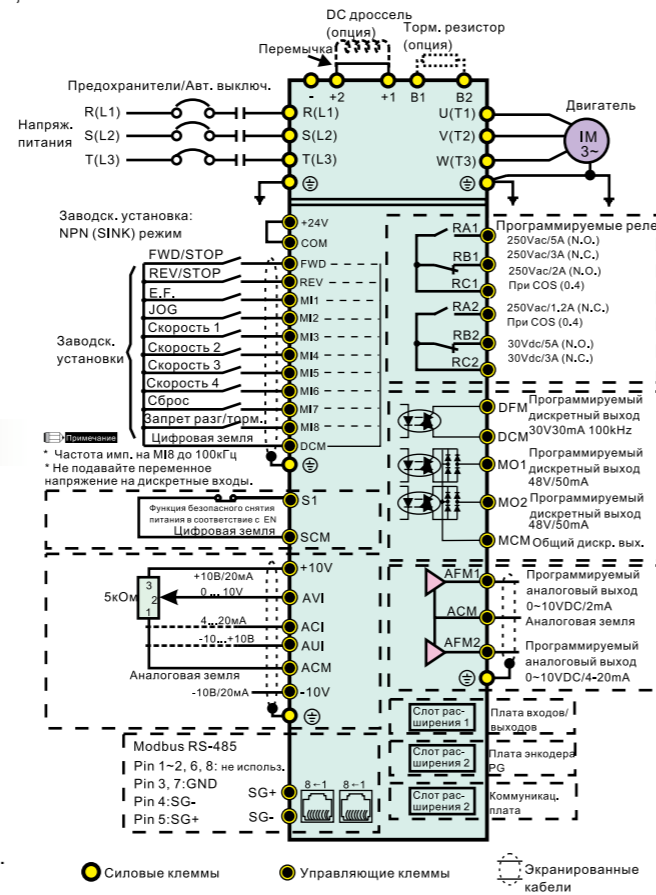 DC дроссель
(опция)
Торм. резистор
(опция)
Перемычка
Предохранители/Авт. выключ.
- +2 +1 B1 B2
Напряж.
питания
R(L1)
S(L2)
T(L3)
R(L1)
S(L2)
T(L3)
U(T1)
V(T2)
W(T3)
Двигатель
IM
3~
Заводск. установка:
NPN (SINK) режим
+24V
COM
FWD/STOP
FWD
REV/STOP
REV
E.F.
MI1
JOG
MI2
Скорость 1
MI3
Скорость 2
MI4
Скорость 3
MI5
Скорость 4
MI6
Сброс
MI7
Запрет разг/торм.
MI8
Цифровая земля
DCM
Заводск.
установки
Примечание
* Частота имп. на MI8 до 100кГц
* Не подавайте переменное
напряжение на дискретные входы.
RA1
RB1
RC1
Программируемые реле
250Vac/5A (N.O.)
250Vac/3A (N.C.)
250Vac/2A (N.O.)
При COS (0.4)
RA2
RB2
RC2
250Vac/1.2A (N.C.)
При COS (0.4)
30Vdc/5A (N.O.)
30Vdc/3A (N.C.)
DFM
DCM
Программируемый
дискретный выход
30V30mA 100kHz
MO1
Программируемый
дискретный выход
48V/50mA
MO2
Программируемый
дискретный выход
48V/50mA
MCM
Общий дискр. вых.
S1
Функция безопасного снятия
питания в соответствие с EN
Цифровая земля
SCM
5кОм
3
2
1
+10В/20мА
+10V
0 ... 10V
AVI
4...20мА
ACI
-10...+10В
AUI
Аналоговая земля
ACM
-10В/20мА
-10V
AFM1
Программируемый
аналоговый выход
0~10VDC/2mA
ACM
Аналоговая земля
AFM2
Программируемый
аналоговый выход
0~10VDC/4-20mA
Modbus RS-485
Pin 1~2, 6, 8: не использ.
Pin 3, 7:GND
Pin 4:SG-
Pin 5:SG+
SG+
SG-
8←1 8←1
Слот рас-
ширения 1
Плата входов/
выходов
Слот рас-
ширения 2
Плата энкодера
PG
Слот рас-
ширения 2
Коммуникац.
плата
Силовые клеммы
Управляющие клеммы
Экранированные
кабели